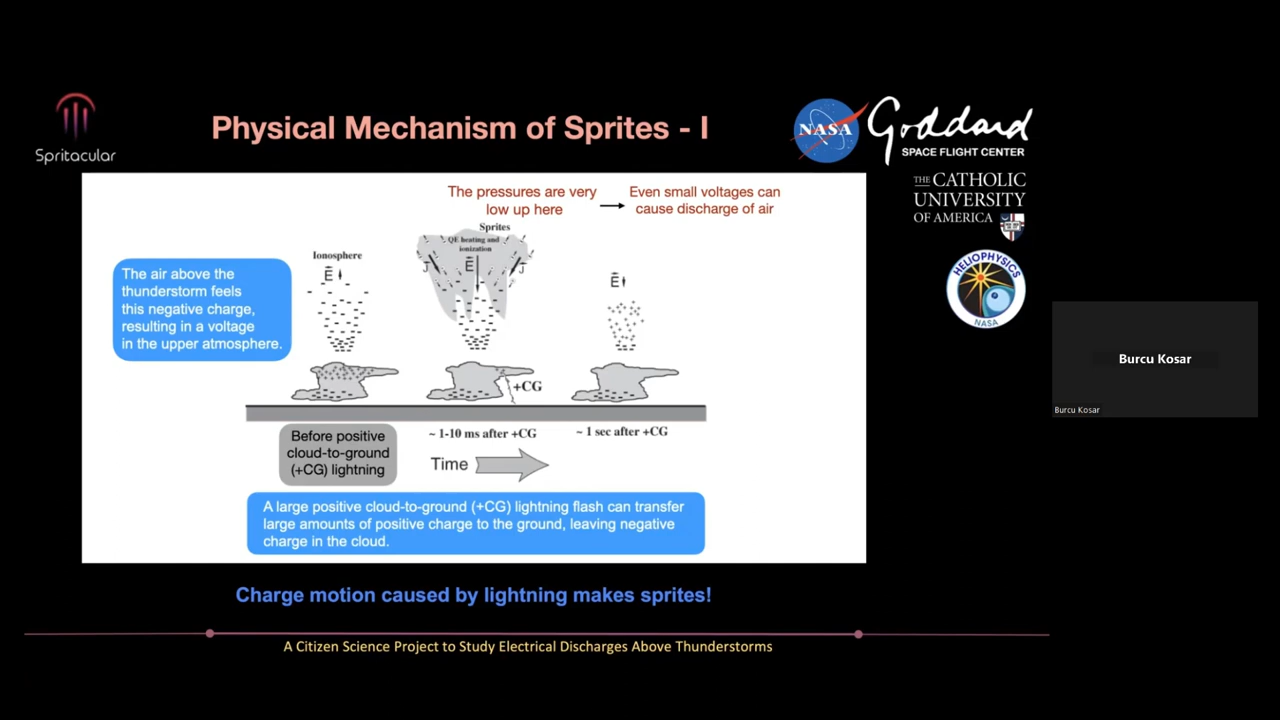 Spritacular
Physical Mechanism of Sprites - I
NASA
Goddard
SPACE FLIGHT CENTER
THE CATHOLIC
UNIVERSITY
OF AMERICA
HELIOPHYSICS
NASA
The pressures are very
low up here
Even small voltages can
cause discharge of air
Sprites
QE heating and
ionization
Ionosphere
E
J
E
J
E
The air above the
thunderstorm feels
this negative charge,
resulting in a voltage
in the upper atmosphere.
+CG
Before positive
cloud-to-ground
(+CG) lightning
~ 1-10 ms after +CG
~ 1 sec after +CG
Time
A large positive cloud-to-ground (+CG) lightning flash can transfer
large amounts of positive charge to the ground, leaving negative
charge in the cloud.
Charge motion caused by lightning makes sprites!
A Citizen Science Project to Study Electrical Discharges Above Thunderstorms
Burcu Kosar
Burcu Kosar